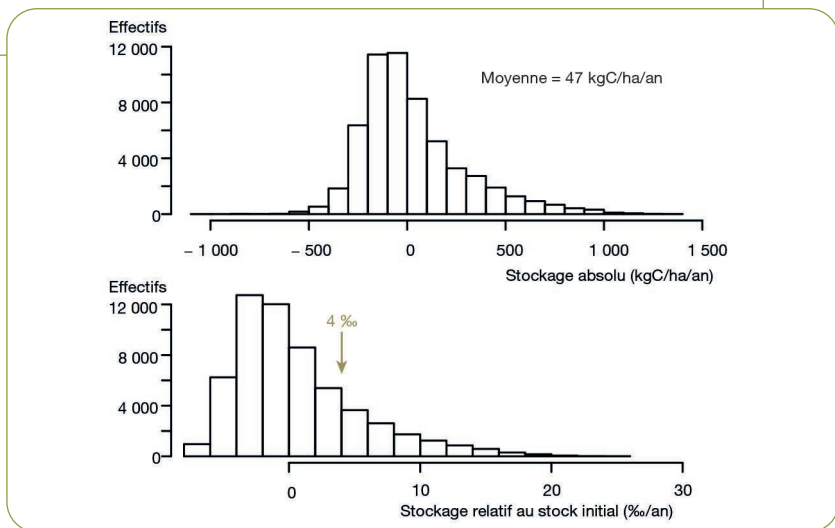 Effectifs
12 000
Moyenne = 47 kgC/ha/an
8 000
4 000
0
– 1 000 – 500 0 500 1 000 1 500
Stockage absolu (kgC/ha/an)
Effectifs
12 000
4 ‰
8 000
4 000
0
0 10 20 30
Stockage relatif au stock initial (‰/an)